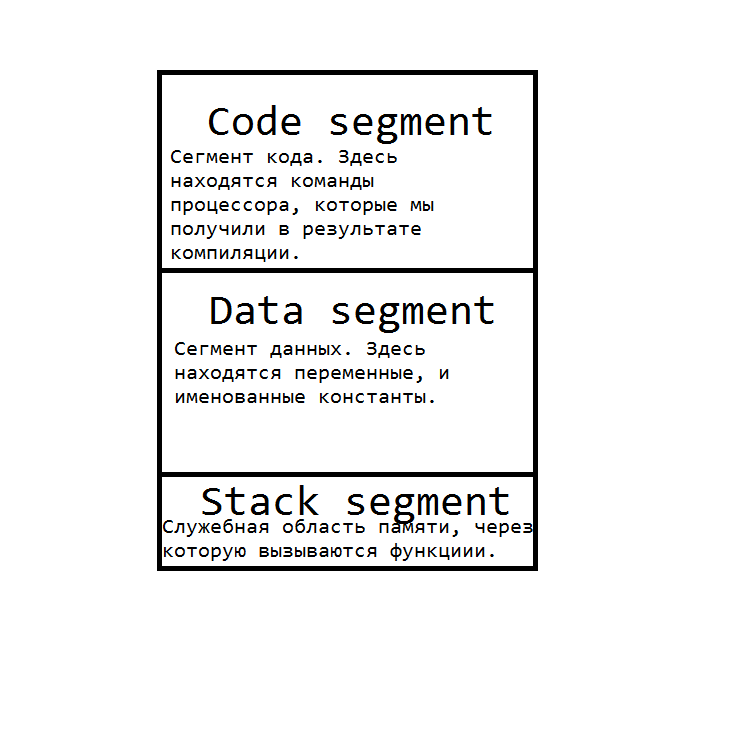 Code segment
Сегмент кода. Здесь
находятся команды
процессора, которые мы
получили в результате
компиляции.
Data segment
Сегмент данных. Здесь
находятся переменные, и
именованные константы.
Stack segment
Служебная область памяти, через
которую вызываются функциии.